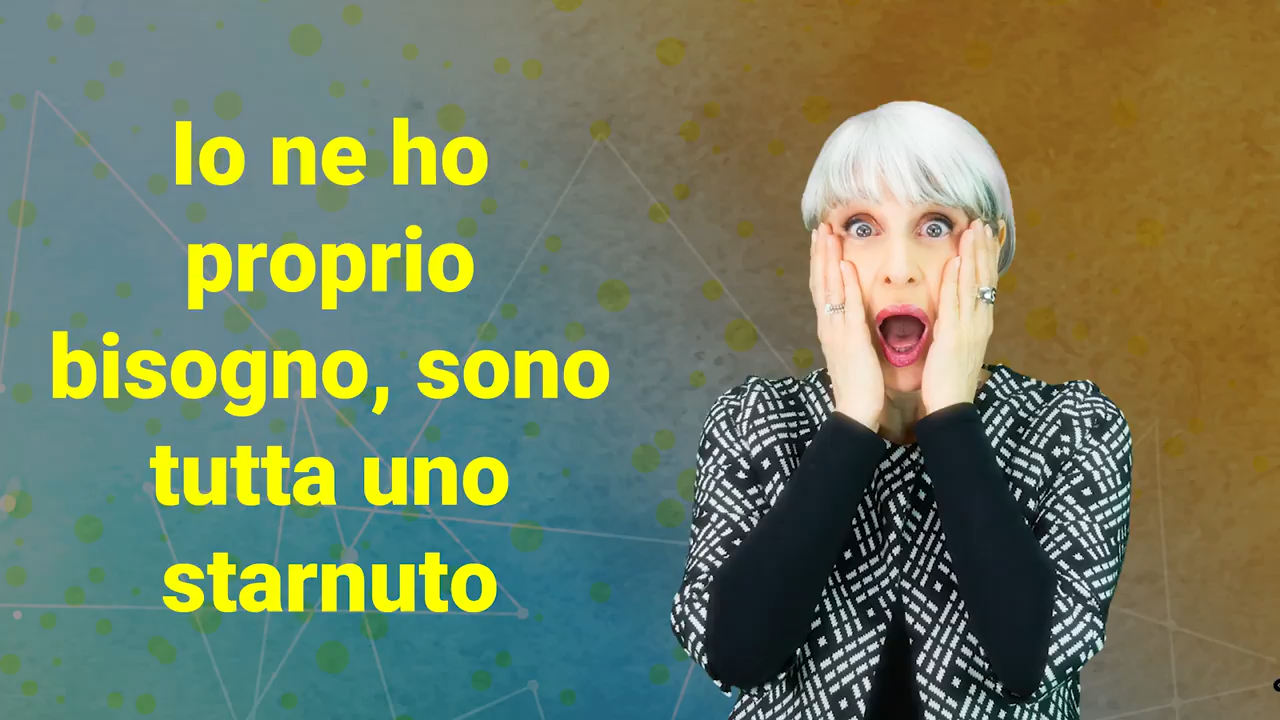 Io ne ho
proprio
bisogno, sono
tutta uno
starnuto